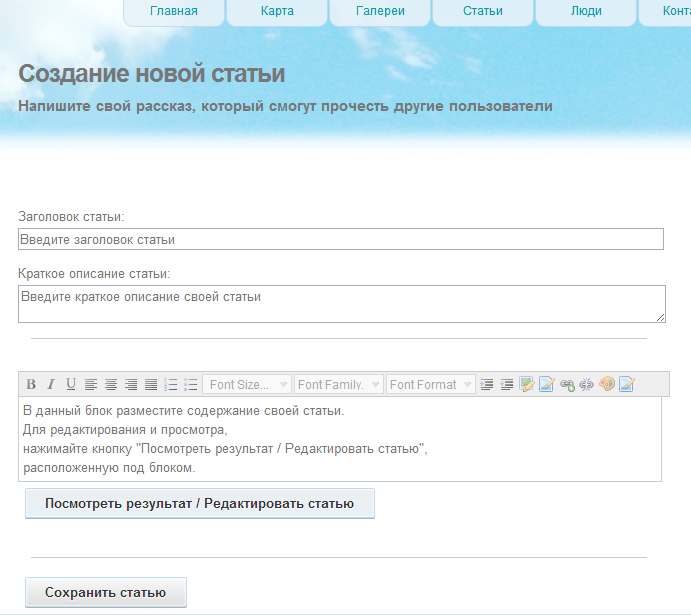 Главная Карта Галереи Статьи Люди Конт
Создание новой статьи
Напишите свой рассказ, который смогут прочесть другие пользователи
Заголовок статьи:
Введите заголовок статьи
Краткое описание статьи:
Введите краткое описание своей статьи
B I U Font Size... Font Family. Font Format
В данный блок разместите содержание своей статьи.
Для редактирования и просмотра,
нажимайте кнопку "Посмотреть результат / Редактировать статью",
расположенную под блоком.
Посмотреть результат / Редактировать статью
Сохранить статью